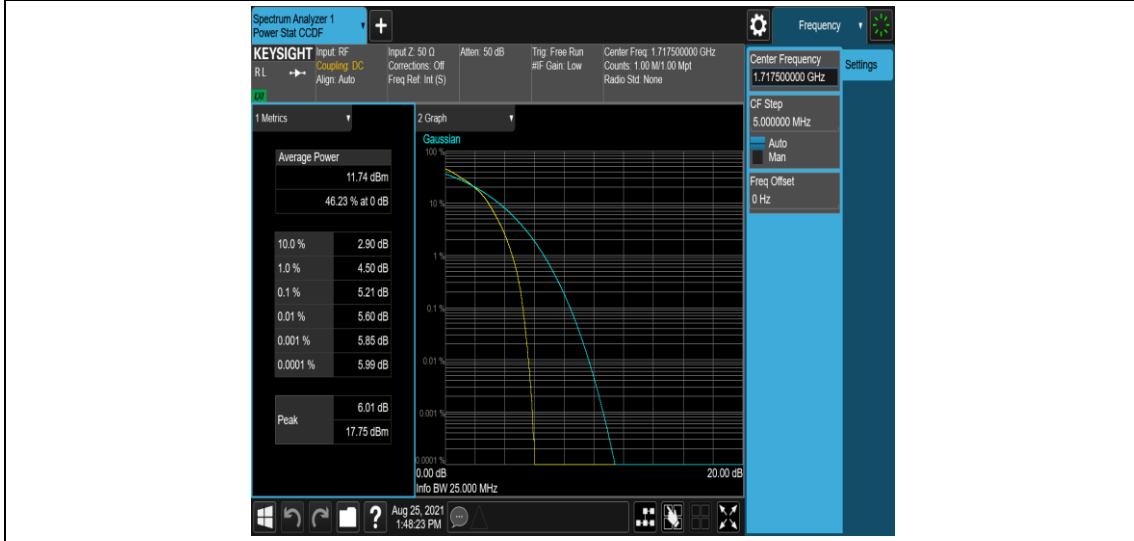 Spectrum Analyzer 1
Power Stat CCDF
+
Frequency
KEYSIGHT
RL
Input: RF
Coupling: DC
Align: Auto
Input Z: 50 Ω
Corrections: Off
Freq Ref: Int (S)
Atten: 50 dB
Trig: Free Run
#IF Gain: Low
Center Freq: 1.717500000 GHz
Counts: 1.00 M/1.00 Mpt
Radio Std: None
Center Frequency
1.717500000 GHz
Settings
CF Step
5.000000 MHz
Auto
Man
Freq Offset
0 Hz
1 Metrics
Average Power
11.74 dBm
46.23 % at 0 dB
10.0 % 2.90 dB
1.0 % 4.50 dB
0.1 % 5.21 dB
0.01 % 5.60 dB
0.001 % 5.85 dB
0.0001 % 5.99 dB
Peak
6.01 dB
17.75 dBm
2 Graph
Gaussian
100 %
10 %
1 %
0.1 %
0.01 %
0.001 %
0.0001 %
0.00 dB 20.00 dB
Info BW 25.000 MHz
?
Aug 25, 2021
1:48:23 PM